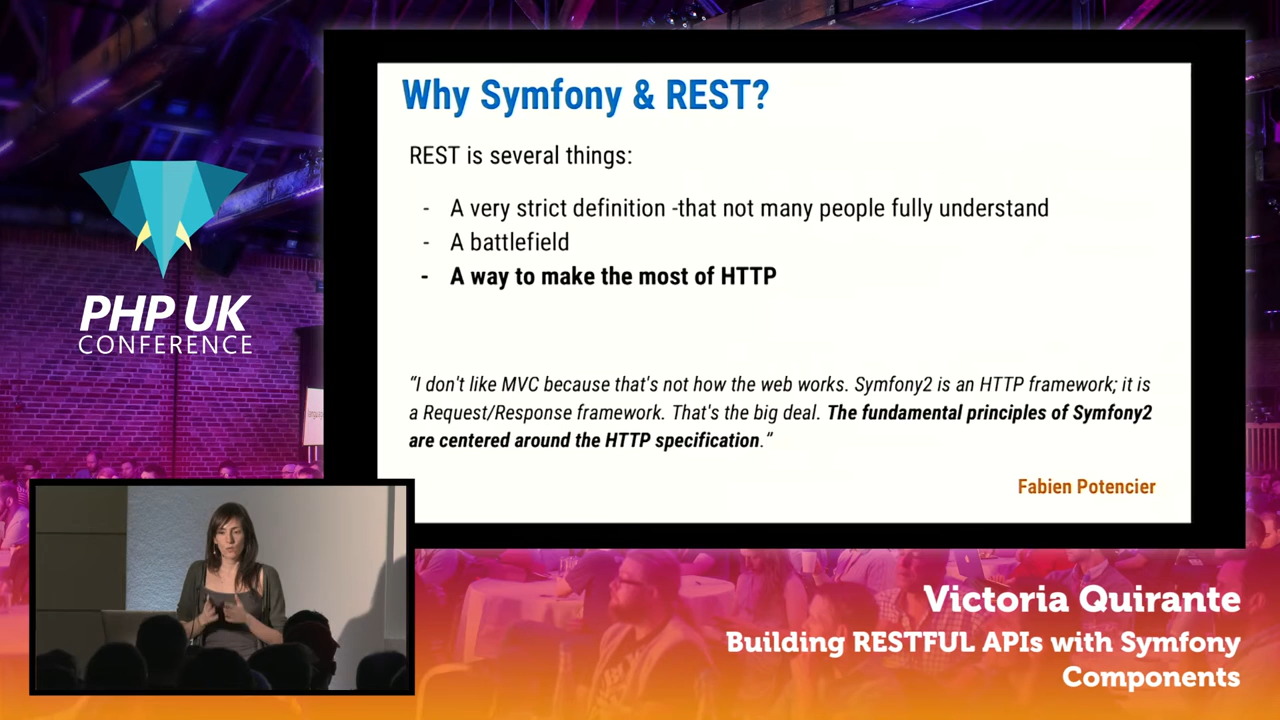 Why Symfony & REST?
REST is several things:
- A very strict definition -that not many people fully understand
- A battlefield
- A way to make the most of HTTP
“I don't like MVC because that's not how the web works. Symfony2 is an HTTP framework; it is
a Request/Response framework. That's the big deal. The fundamental principles of Symfony2
are centered around the HTTP specification.”
Fabien Potencier
PHP UK
CONFERENCE
Victoria Quirante
Building RESTFUL APIs with Symfony
Components